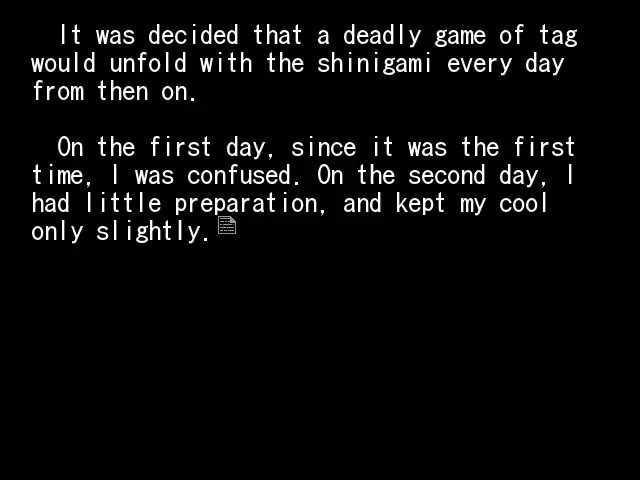 It was decided that a deadly game of tag
would unfold with the shinigami every day
from then on.
On the first day, since it was the first
time, I was confused. On the second day, I
had little preparation, and kept my cool
only slightly.